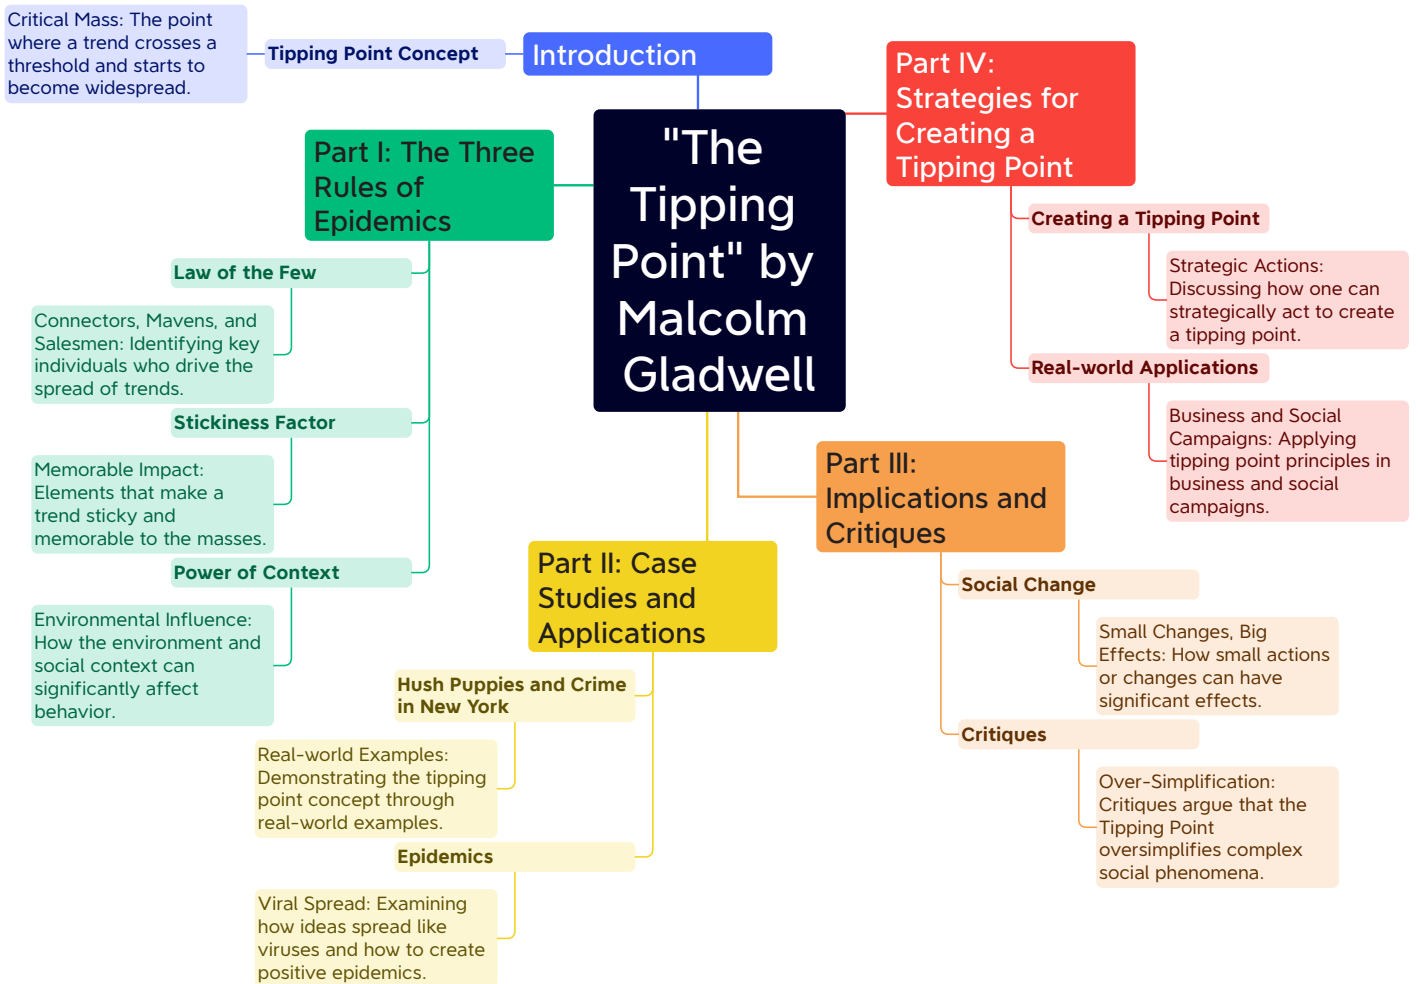 "The
Tipping
Point" by
Malcolm
Gladwell
Introduction
Tipping Point Concept
Critical Mass: The point
where a trend crosses a
threshold and starts to
become widespread.
Part I: The Three
Rules of
Epidemics
Law of the Few
Connectors, Mavens, and
Salesmen: Identifying key
individuals who drive the
spread of trends.
Stickiness Factor
Memorable Impact:
Elements that make a
trend sticky and
memorable to the masses.
Power of Context
Environmental Influence:
How the environment and
social context can
significantly affect
behavior.
Part II: Case
Studies and
Applications
Hush Puppies and Crime
in New York
Real-world Examples:
Demonstrating the tipping
point concept through
real-world examples.
Epidemics
Viral Spread: Examining
how ideas spread like
viruses and how to create
positive epidemics.
Part III:
Implications and
Critiques
Social Change
Small Changes, Big
Effects: How small actions
or changes can have
significant effects.
Critiques
Over-Simplification:
Critiques argue that the
Tipping Point
oversimplifies complex
social phenomena.
Part IV:
Strategies for
Creating a
Tipping Point
Creating a Tipping Point
Strategic Actions:
Discussing how one can
strategically act to create
a tipping point.
Real-world Applications
Business and Social
Campaigns: Applying
tipping point principles in
business and social
campaigns.